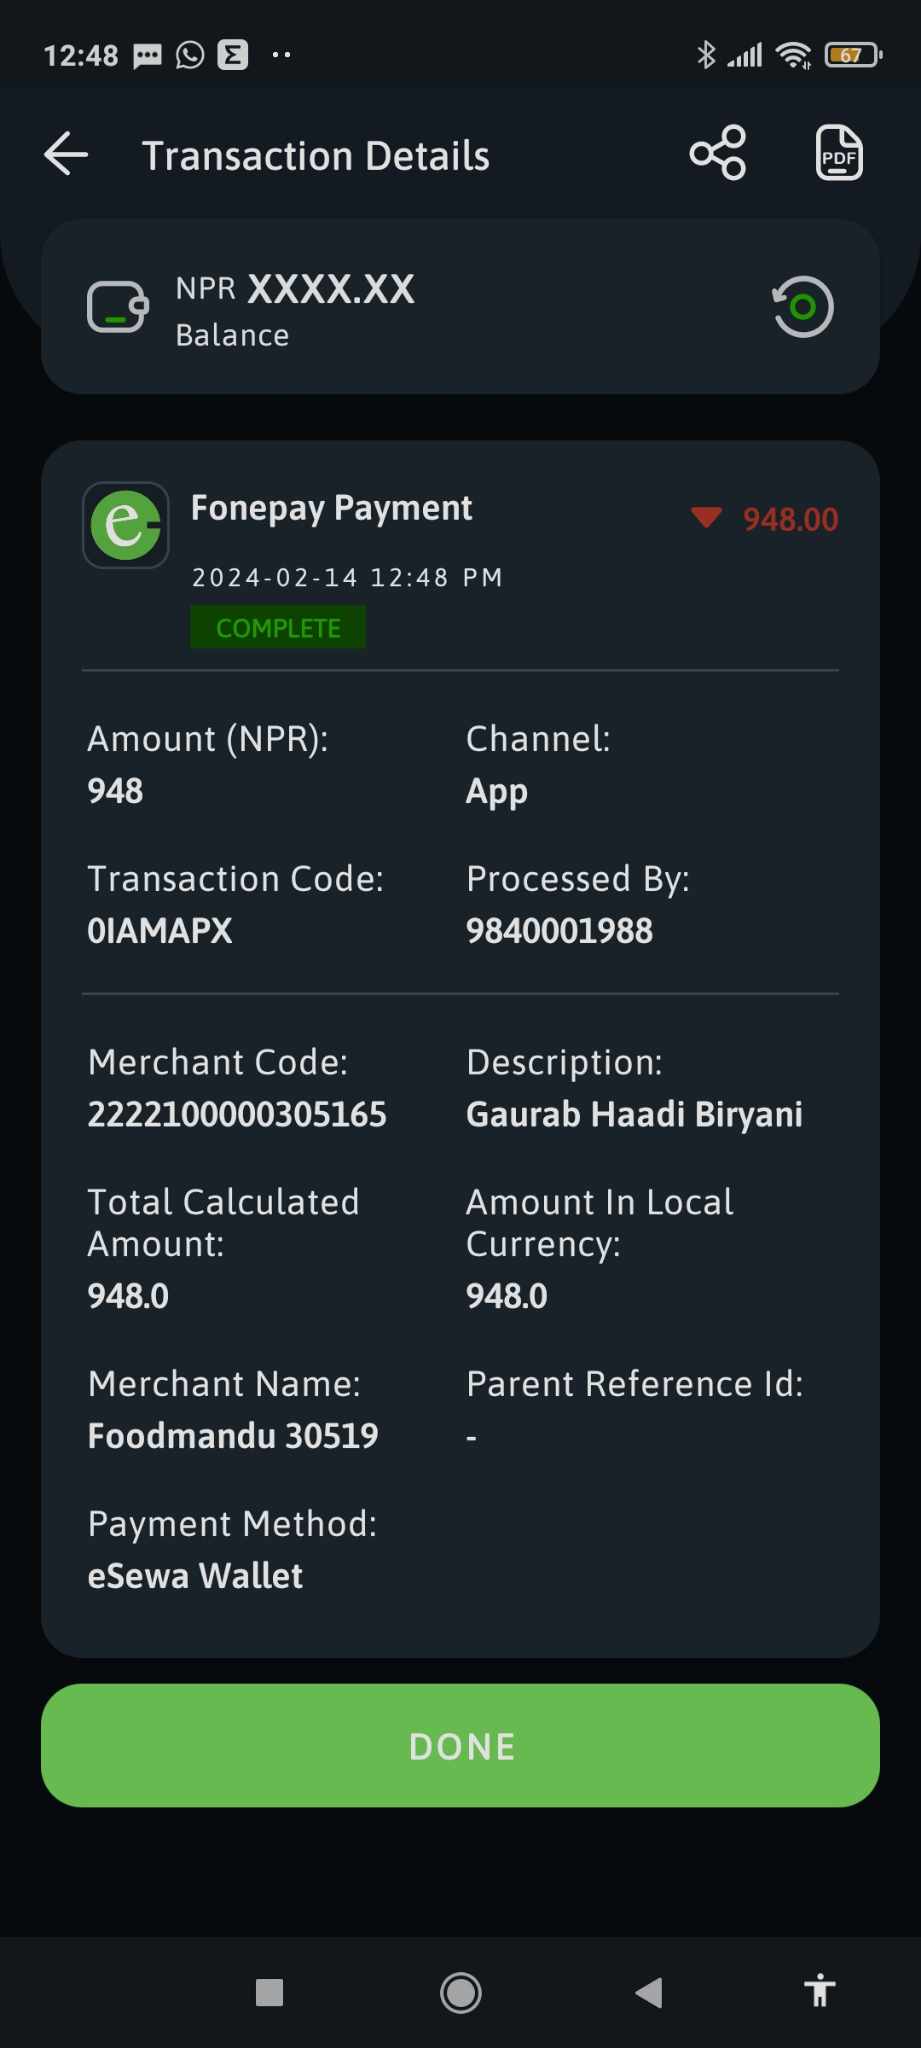 12:48
67
Transaction Details
PDF
NPR XXXX.XX
Balance
Fonepay Payment
948.00
2024-02-14 12:48 PM
COMPLETE
Amount (NPR):
Channel:
948
App
Transaction Code:
Processed By:
0IAMAPX
9840001988
Merchant Code:
Description:
2222100000305165
Gaurab Haadi Biryani
Total Calculated
Amount:
Amount In Local
Currency:
948.0
948.0
Merchant Name:
Parent Reference Id:
Foodmandu 30519
-
Payment Method:
eSewa Wallet
DONE